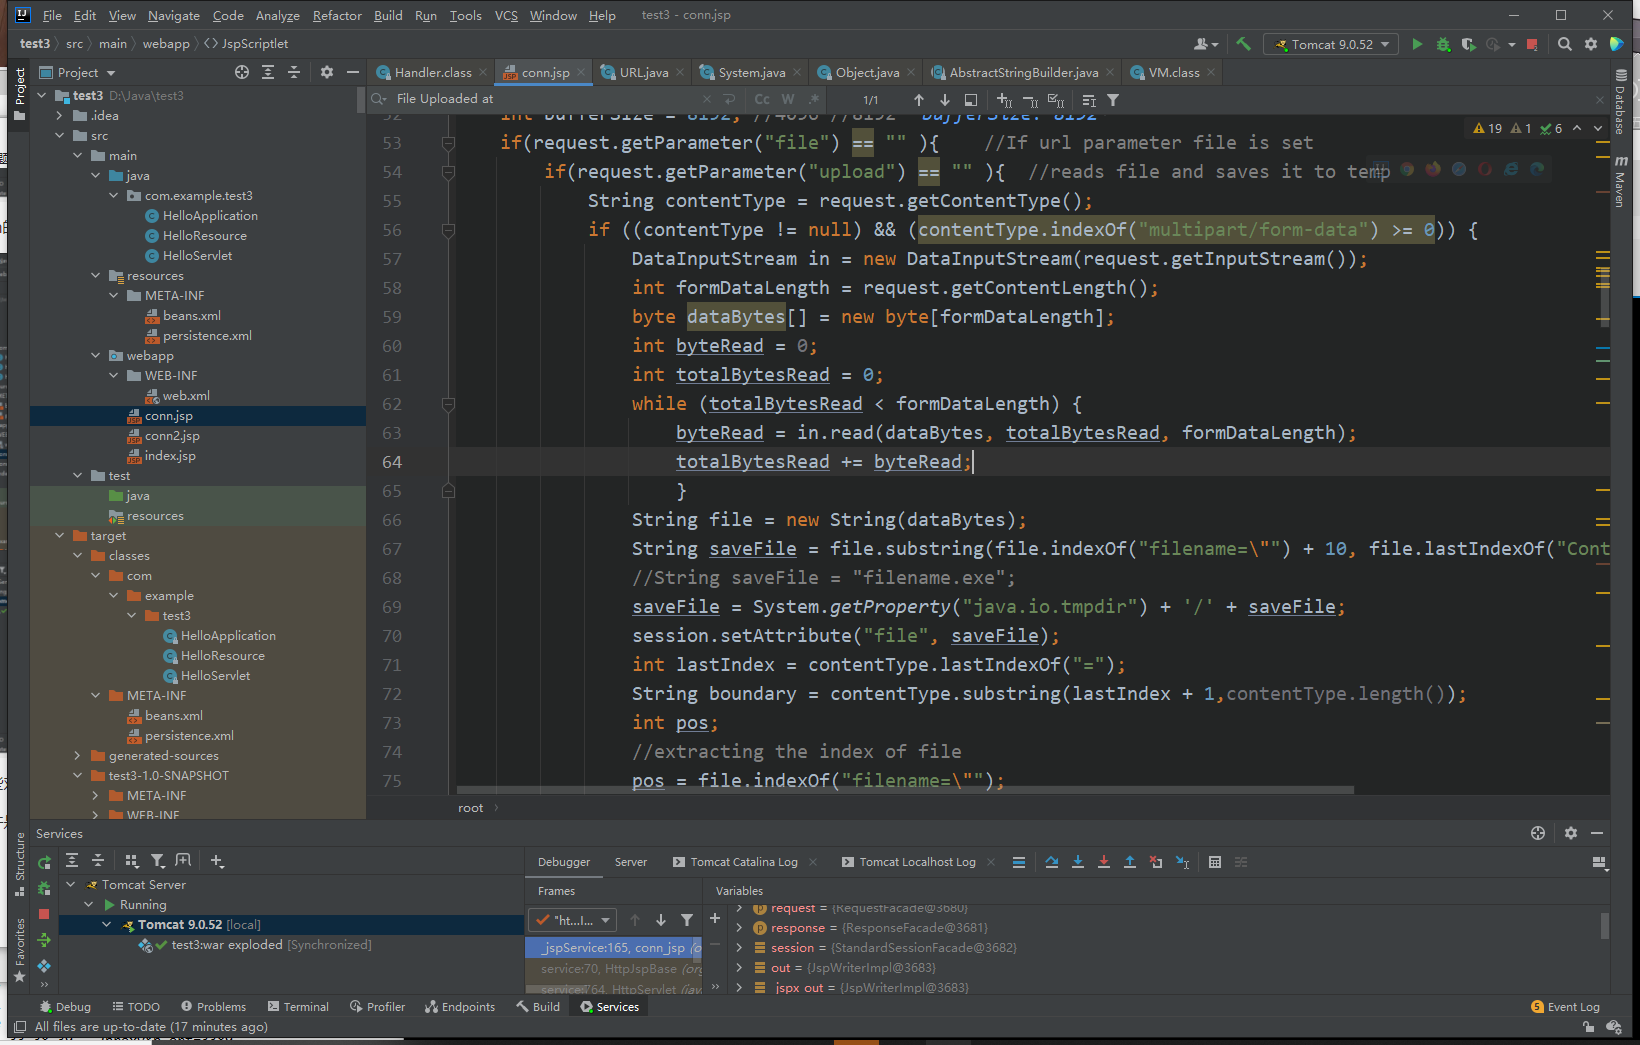 File Edit View Navigate Code Analyze Refactor Build Run Tools VCS Window Help test3 - conn.jsp
test3 src main webapp JspScriptlet
Tomcat 9.0.52
Project
Handler.class conn.jsp URL.java System.java Object.java AbstractStringBuilder.java VM.class
File Uploaded at
Cc W .* 1/1
19 1 6
test3 D:\Java\test3
.idea
src
main
java
com.example.test3
HelloApplication
HelloResource
HelloServlet
resources
META-INF
beans.xml
persistence.xml
webapp
WEB-INF
web.xml
conn.jsp
conn2.jsp
index.jsp
test
java
resources
target
classes
com
example
test3
HelloApplication
HelloResource
HelloServlet
META-INF
beans.xml
persistence.xml
generated-sources
test3-1.0-SNAPSHOT
META-INF
WEB-INF
52 int bufferSize = 8192; //4096 //8192 bufferSize: 8192
53 if(request.getParameter("file") == "" ){ //If url parameter file is set
54 if(request.getParameter("upload") == "" ){ //reads file and saves it to temp
55 String contentType = request.getContentType();
56 if ((contentType != null) && (contentType.indexOf("multipart/form-data") >= 0)) {
57 DataInputStream in = new DataInputStream(request.getInputStream());
58 int formDataLength = request.getContentLength();
59 byte dataBytes[] = new byte[formDataLength];
60 int byteRead = 0;
61 int totalBytesRead = 0;
62 while (totalBytesRead < formDataLength) {
63 byteRead = in.read(dataBytes, totalBytesRead, formDataLength);
64 totalBytesRead += byteRead;
65 }
66 String file = new String(dataBytes);
67 String saveFile = file.substring(file.indexOf("filename=\"") + 10, file.lastIndexOf("Cont
68 //String saveFile = "filename.exe";
69 saveFile = System.getProperty("java.io.tmpdir") + '/' + saveFile;
70 session.setAttribute("file", saveFile);
71 int lastIndex = contentType.lastIndexOf("=");
72 String boundary = contentType.substring(lastIndex + 1,contentType.length());
73 int pos;
74 //extracting the index of file
75 pos = file.indexOf("filename=\"");
root
Project
Structure
Favorites
Database
Maven
Services
Tomcat Server
Running
Tomcat 9.0.52 [local]
test3:war exploded [Synchronized]
Debugger Server Tomcat Catalina Log Tomcat Localhost Log
Frames Variables
"ht...l...
_jspService:165, conn_jsp (o
service:70, HttpJspBase (org
service:764, HttpServlet (jav
request = {RequestFacade@3680}
response = {ResponseFacade@3681}
session = {StandardSessionFacade@3682}
out = {JspWriterImpl@3683}
_jspx_out = {JspWriterImpl@3683}
Debug TODO Problems Terminal Profiler Endpoints Build Services 5 Event Log
All files are up-to-date (17 minutes ago)